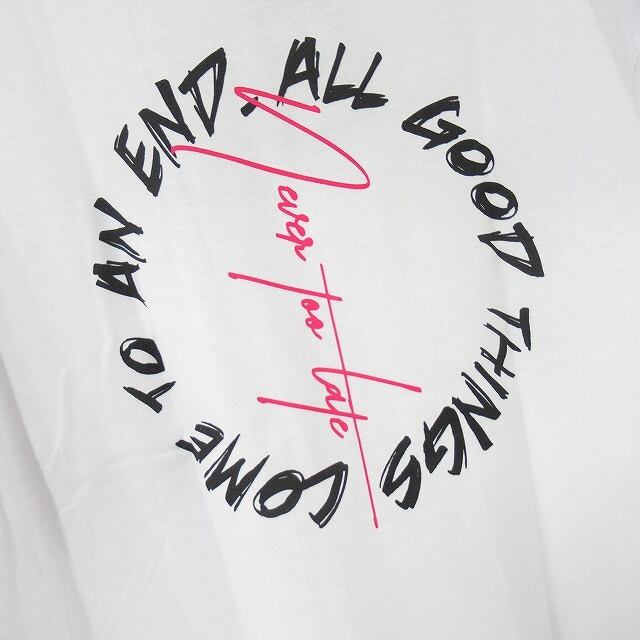 ALL GOOD THINGS COME TO AN END,
Never too late